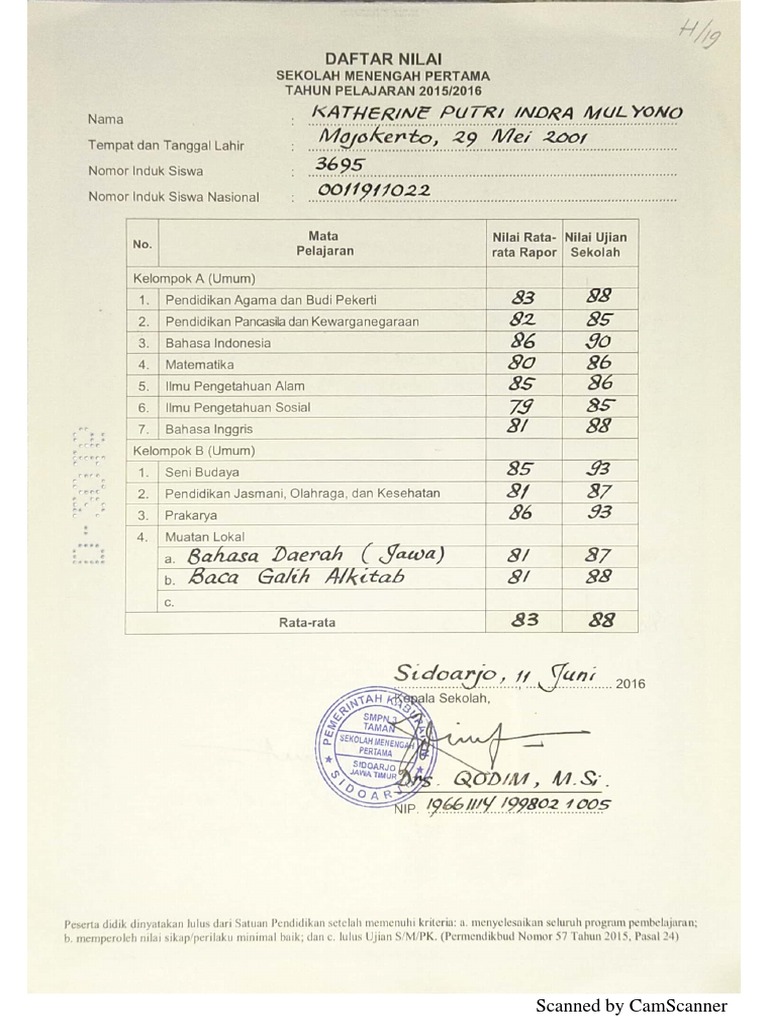 H/19
DAFTAR NILAI
SEKOLAH MENENGAH PERTAMA
TAHUN PELAJARAN 2015/2016
Nama : KATHERINE PUTRI INDRA MULYONO
Tempat dan Tanggal Lahir : Mojokerto, 29 Mei 2001
Nomor Induk Siswa : 3695
Nomor Induk Siswa Nasional : 0011911022
No. Mata Pelajaran Nilai Rata-rata Rapor Nilai Ujian Sekolah
Kelompok A (Umum)
1. Pendidikan Agama dan Budi Pekerti 83 88
2. Pendidikan Pancasila dan Kewarganegaraan 82 85
3. Bahasa Indonesia 86 90
4. Matematika 80 86
5. Ilmu Pengetahuan Alam 85 86
6. Ilmu Pengetahuan Sosial 79 85
7. Bahasa Inggris 81 88
Kelompok B (Umum)
1. Seni Budaya 85 93
2. Pendidikan Jasmani, Olahraga, dan Kesehatan 81 87
3. Prakarya 86 93
4. Muatan Lokal
a. Bahasa Daerah (Jawa) 81 87
b. Baca Galih Alkitab 81 88
c.
Rata-rata 83 88
Sidoarjo, 11 Juni 2016
Kepala Sekolah,
PEMERINTAH KABUPATEN
SMPN
TAMAN
SEKOLAH MENENGAH
PERTAMA
SIDOARJO
JAWA TIMUR
SIDOARJO
Drs. QODIM, M.Si.
NIP. 19661114 199802 1 005
Peserta didik dinyatakan lulus dari Satuan Pendidikan setelah memenuhi kriteria: a. menyelesaikan seluruh program pembelajaran;
b. memperoleh nilai sikap/perilaku minimal baik; dan c. lulus Ujian S/M/PK. (Permendikbud Nomor 57 Tahun 2015, Pasal 24)
Scanned by CamScanner